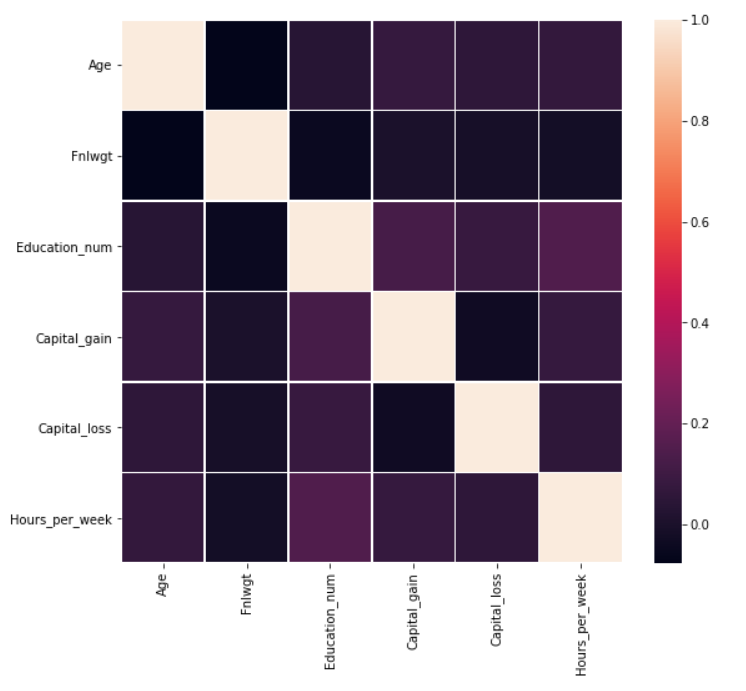 Age
Fnlwgt
Education_num
Capital_gain
Capital_loss
Hours_per_week
Age
Fnlwgt
Education_num
Capital_gain
Capital_loss
Hours_per_week
1.0
0.8
0.6
0.4
0.2
0.0